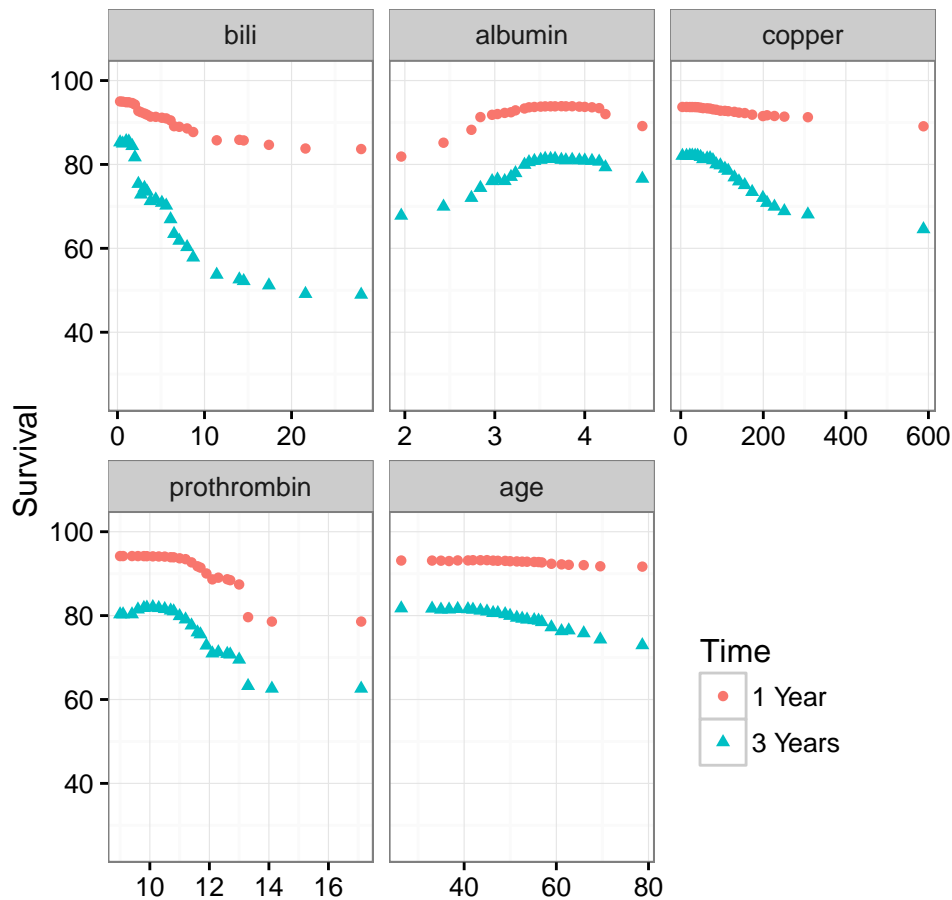 bili albumin copper
100
80
60
40
0 10 20 2 3 4 0 200 400 600
Survival
prothrombin age
100
80
60
40
10 12 14 16 40 60 80
Time
1 Year
3 Years